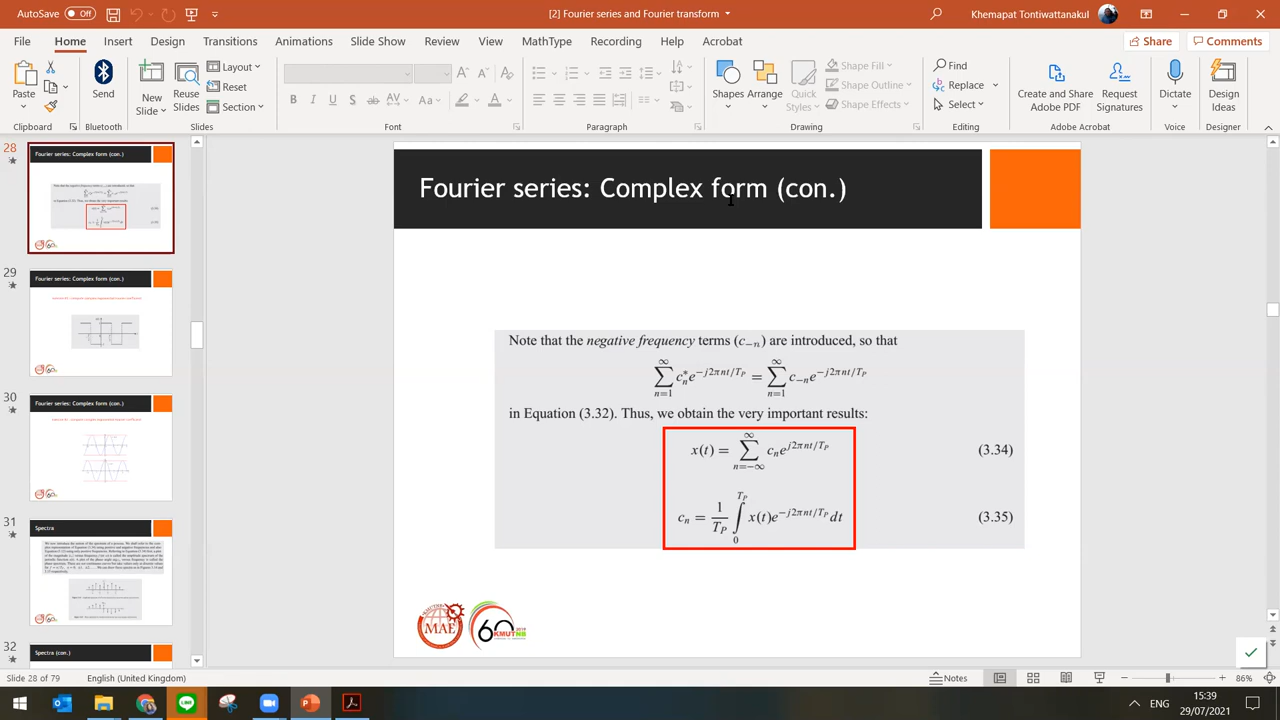 AutoSave Off
[2] Fourier series and transform
Khemapat Tontiwattanakul
File Home Insert Design Transitions Animations Slide Show Review View MathType Recording Help Acrobat
Share Comments
Paste
Send
New Slide
Reuse Slides
Layout
Reset
Section
Shapes Arrange Quick Styles
Shape Fill
Shape Outline
Shape Effects
Find
Replace
Select
Create and Share Adobe PDF
Request Signatures
Dictate
Design Ideas
Clipboard Bluetooth Slides Font Paragraph Drawing Editing Adobe Acrobat Voice Designer
28
Fourier series: Complex form (con.)
29
Fourier series: Complex form (con.)
30
Fourier series: Complex form (con.)
31
Spectra
32
Spectra (con.)
Fourier series: Complex form (con.)
Note that the negative frequency terms (c₋ₙ) are introduced, so that
∑_{n=1}^{∞} c*ₙ e^{−j2πnt/T_P} = ∑_{n=1}^{∞} c₋ₙ e^{−j2πnt/T_P}
in Equation (3.32). Thus, we obtain the very important results:
x(t) = ∑_{n=−∞}^{∞} cₙ e^{j2πnt/T_P} (3.34)
cₙ = 1/T_P ∫_{0}^{T_P} x(t)e^{−j2πnt/T_P} dt (3.35)
MAE
60 KMUTNB
Slide 28 of 79 English (United Kingdom) Notes 86%
ENG
15:39
29/07/2021